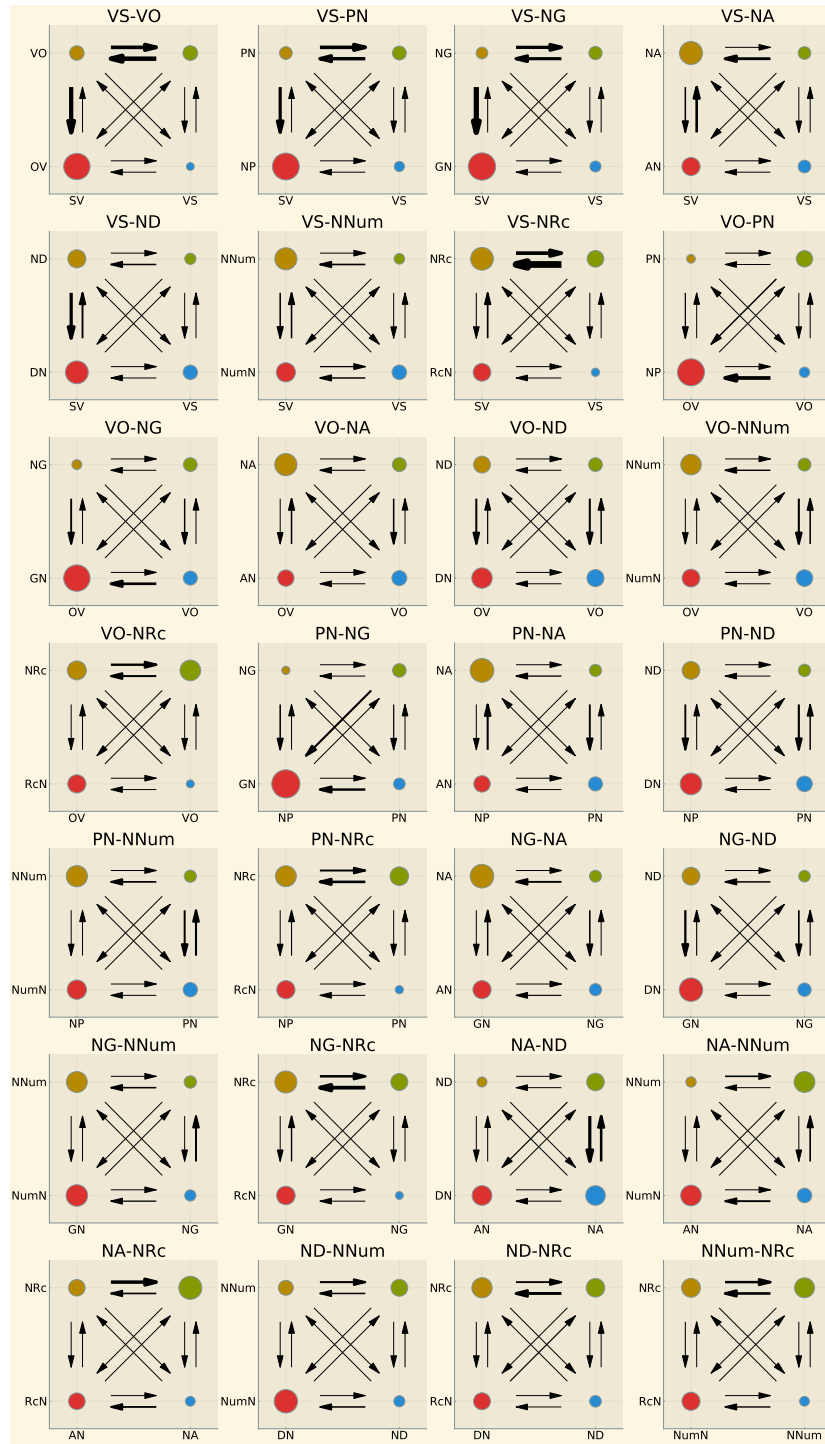 VS-VO VS-PN VS-NG VS-NA
VO PN NG NA
OV NP GN AN
SV VS SV VS SV VS SV VS
VS-ND VS-NNum VS-NRc VO-PN
ND NNum NRc PN
DN NumN RcN NP
SV VS SV VS SV VS OV VO
VO-NG VO-NA VO-ND VO-NNum
NG NA ND NNum
GN AN DN NumN
OV VO OV VO OV VO OV VO
VO-NRc PN-NG PN-NA PN-ND
NRc NG NA ND
RcN GN AN DN
OV VO NP PN NP PN NP PN
PN-NNum PN-NRc NG-NA NG-ND
NNum NRc NA ND
NumN RcN AN DN
NP PN NP PN GN NG GN NG
NG-NNum NG-NRc NA-ND NA-NNum
NNum NRc ND NNum
NumN RcN DN NumN
GN NG GN NG AN NA AN NA
NA-NRc ND-NNum ND-NRc NNum-NRc
NRc NNum NRc NRc
RcN NumN RcN RcN
AN NA DN ND DN ND NumN NNum